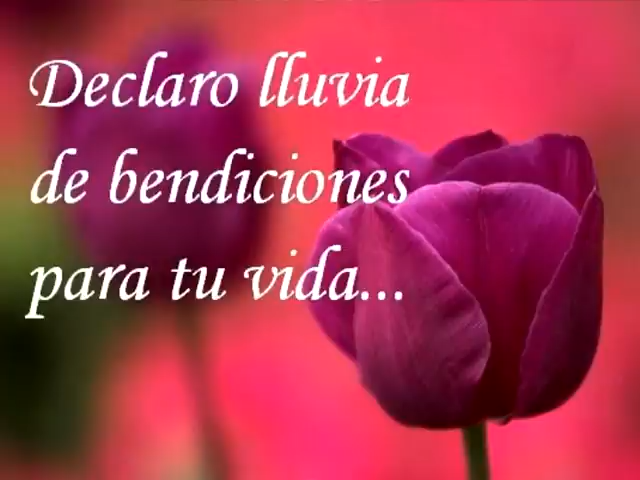 Declaro lluvia
de bendiciones
para tu vida...